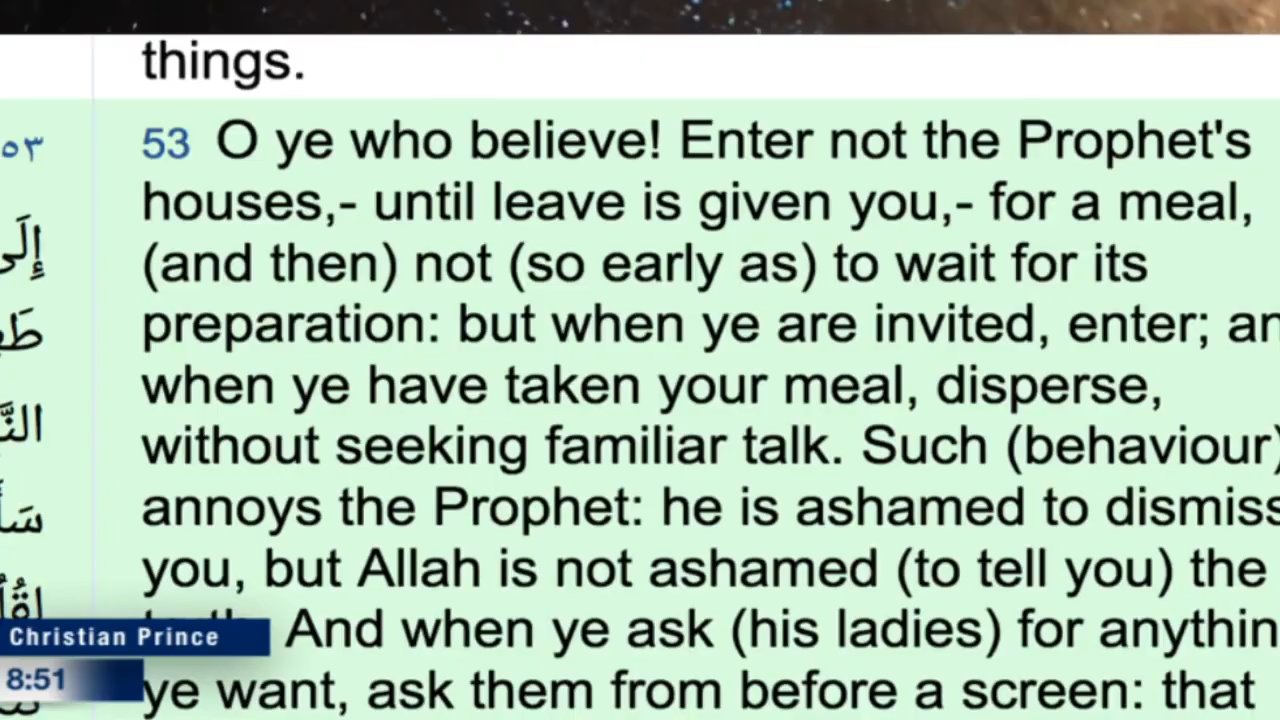 things.
53 O ye who believe! Enter not the Prophet's
houses,- until leave is given you,- for a meal,
(and then) not (so early as) to wait for its
preparation: but when ye are invited, enter; an
when ye have taken your meal, disperse,
without seeking familiar talk. Such (behaviour)
annoys the Prophet: he is ashamed to dismiss
you, but Allah is not ashamed (to tell you) the
And when ye ask (his ladies) for anythin
ye want, ask them from before a screen: that
٥٣
إِلَى
Christian Prince
8:51